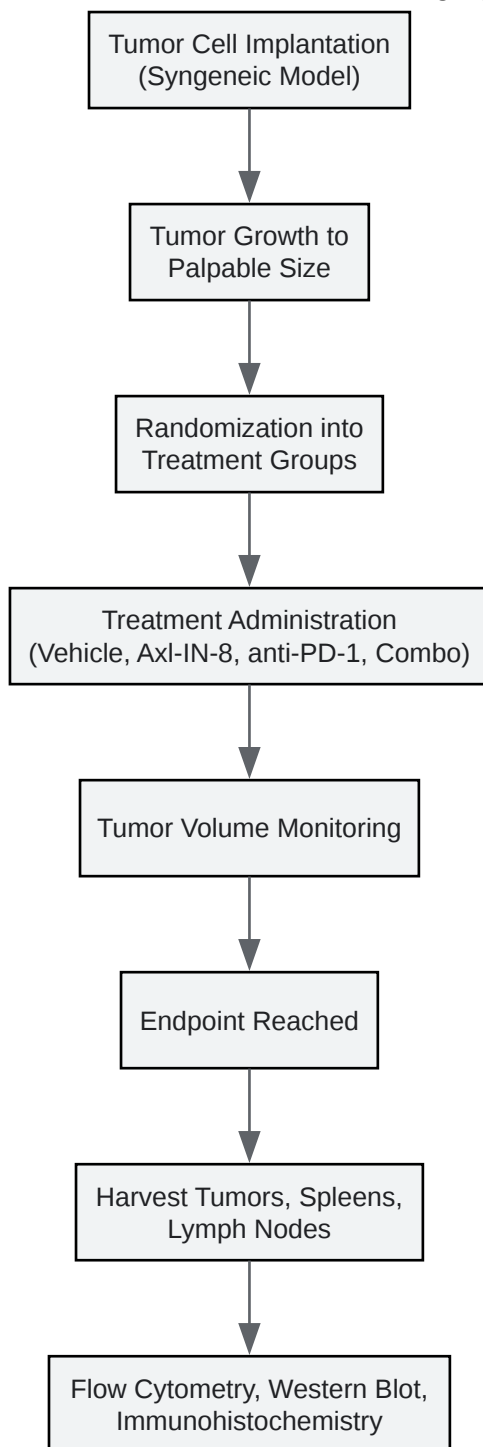 Tumor Cell Implantation
(Syngeneic Model)
Tumor Growth to
Palpable Size
Randomization into
Treatment Groups
Treatment Administration
(Vehicle, Axl-IN-8, anti-PD-1, Combo)
Tumor Volume Monitoring
Endpoint Reached
Harvest Tumors, Spleens,
Lymph Nodes
Flow Cytometry, Western Blot,
Immunohistochemistry